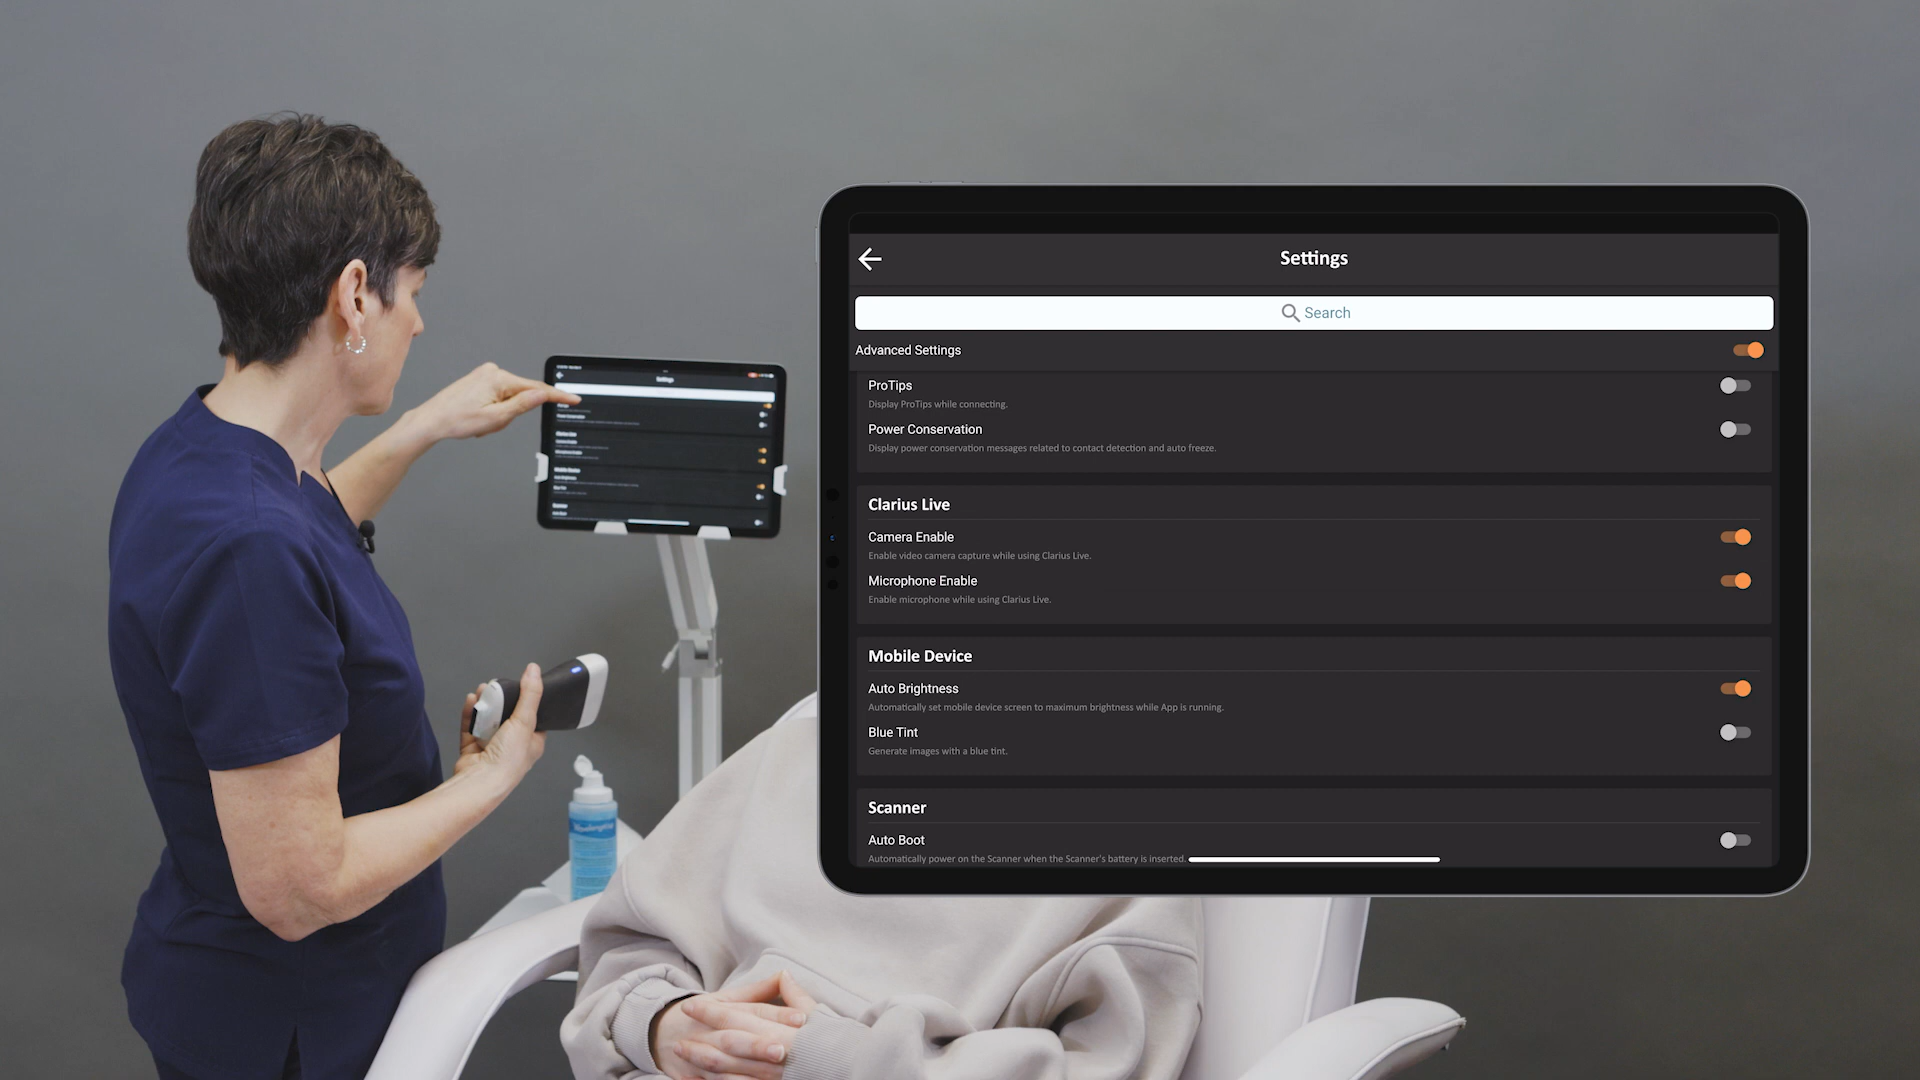 Settings
Search
Advanced Settings
ProTips
Display ProTips while connecting.
Power Conservation
Display power conservation messages related to contact detection and auto freeze.
Clarius Live
Camera Enable
Enable video camera capture while using Clarius Live.
Microphone Enable
Enable microphone while using Clarius Live.
Mobile Device
Auto Brightness
Automatically set mobile device screen to maximum brightness while App is running.
Blue Tint
Generate images with a blue tint.
Scanner
Auto Boot
Automatically power on the Scanner when the Scanner's battery is inserted.
Settings